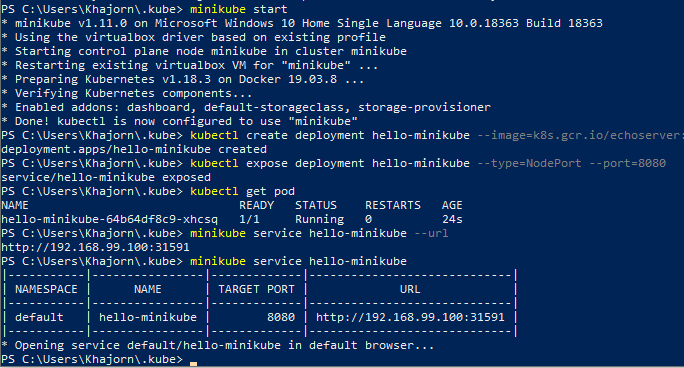 PS C:\Users\Khajorn\.kube> minikube start
* minikube v1.11.0 on Microsoft Windows 10 Home Single Language 10.0.18363 Build 18363
* Using the virtualbox driver based on existing profile
* Starting control plane node minikube in cluster minikube
* Restarting existing virtualbox VM for "minikube" ...
* Preparing Kubernetes v1.18.3 on Docker 19.03.8 ...
* Verifying Kubernetes components...
* Enabled addons: dashboard, default-storageclass, storage-provisioner
* Done! kubectl is now configured to use "minikube"
PS C:\Users\Khajorn\.kube> kubectl create deployment hello-minikube --image=k8s.gcr.io/echoserver:
deployment.apps/hello-minikube created
PS C:\Users\Khajorn\.kube> kubectl expose deployment hello-minikube --type=NodePort --port=8080
service/hello-minikube exposed
PS C:\Users\Khajorn\.kube> kubectl get pod
NAME READY STATUS RESTARTS AGE
hello-minikube-64b64df8c9-xhcsq 1/1 Running 0 24s
PS C:\Users\Khajorn\.kube> minikube service hello-minikube --url
http://192.168.99.100:31591
PS C:\Users\Khajorn\.kube> minikube service hello-minikube
|-----------|----------------|-------------|-----------------------------|
| NAMESPACE | NAME | TARGET PORT | URL |
|-----------|----------------|-------------|-----------------------------|
| default | hello-minikube | 8080 | http://192.168.99.100:31591 |
|-----------|----------------|-------------|-----------------------------|
* Opening service default/hello-minikube in default browser...
PS C:\Users\Khajorn\.kube>